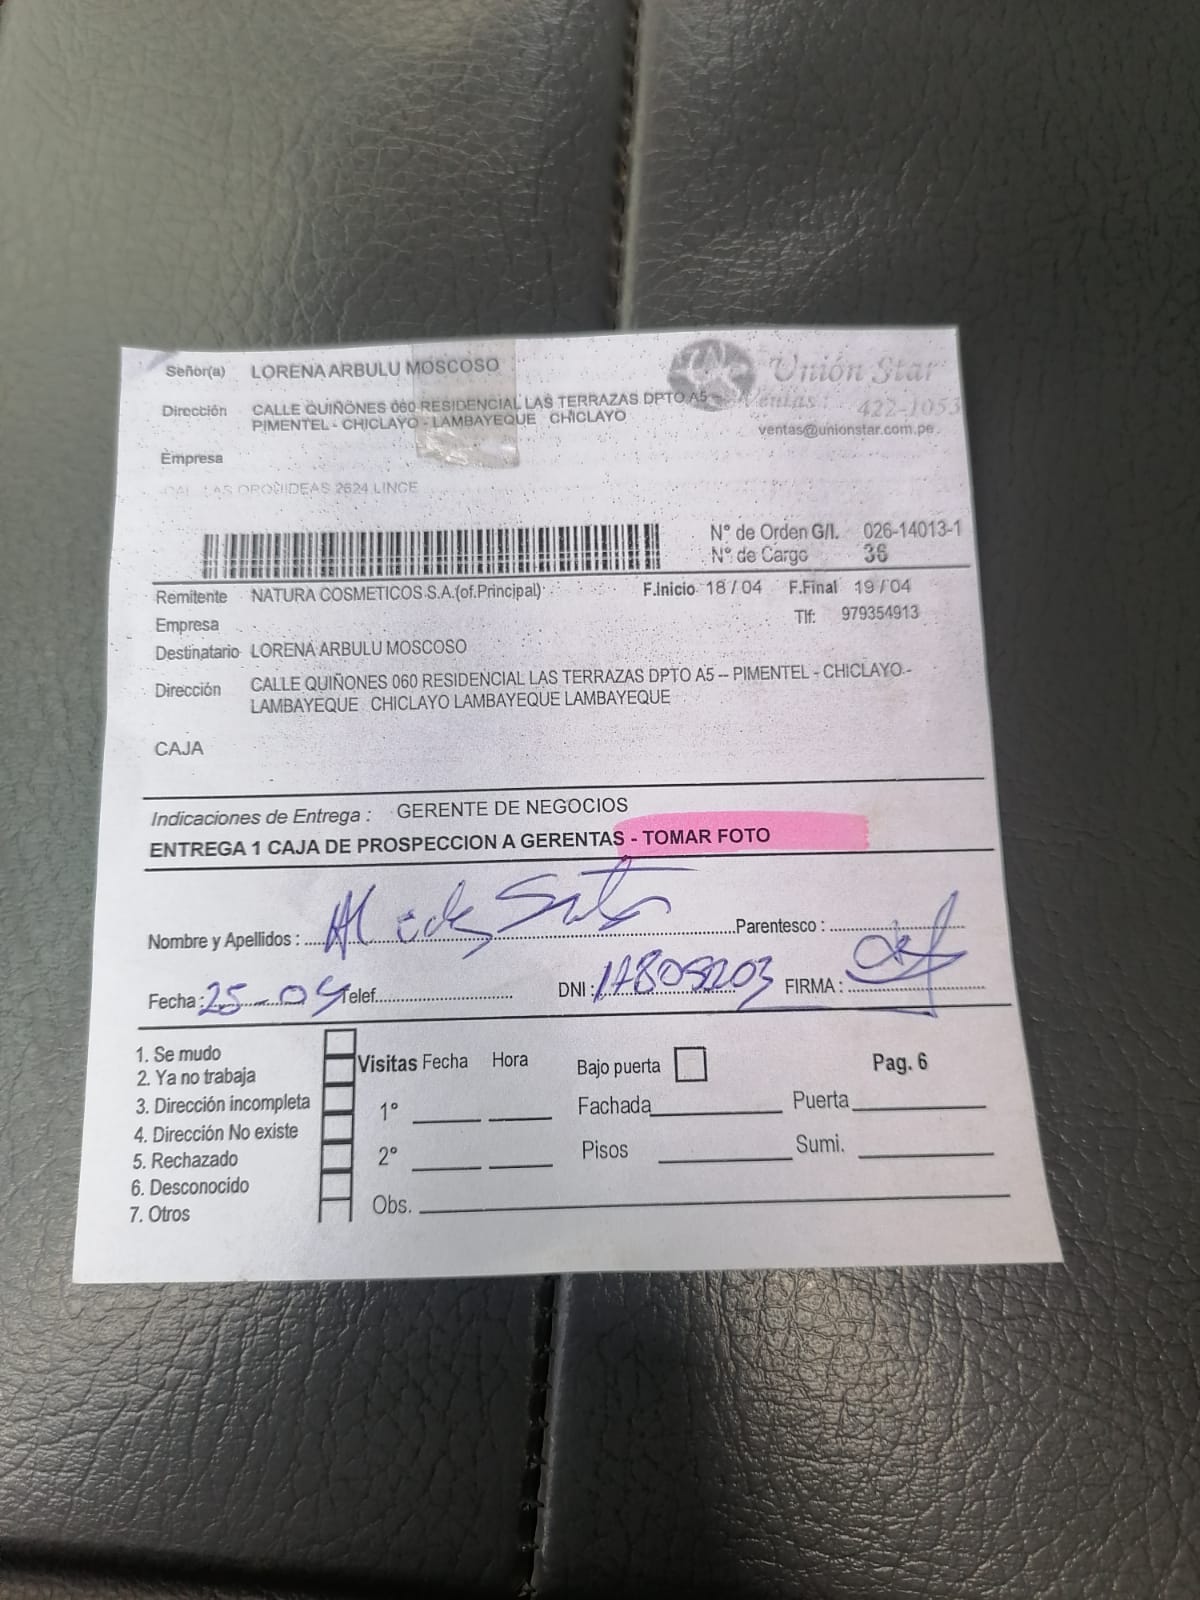 Señor(a) LORENA ARBULU MOSCOSO
Unión Star
Dirección CALLE QUIÑONES 060 RESIDENCIAL LAS TERRAZAS DPTO A5 -
Ventas: 422-1053
PIMENTEL - CHICLAYO - LAMBAYEQUE CHICLAYO
ventas@unionstar.com.pe
Empresa
CAL LAS ORQUIDEAS 2624 LINCE
N° de Orden G/I. 026-14013-1
N° de Cargo 36
Remitente NATURA COSMETICOS S.A.(of.Principal) F.Inicio 18 / 04 F.Final 19 / 04
Empresa Tlf: 979354913
Destinatario LORENA ARBULU MOSCOSO
Dirección CALLE QUIÑONES 060 RESIDENCIAL LAS TERRAZAS DPTO A5 -- PIMENTEL - CHICLAYO -
LAMBAYEQUE CHICLAYO LAMBAYEQUE LAMBAYEQUE
CAJA
Indicaciones de Entrega : GERENTE DE NEGOCIOS
ENTREGA 1 CAJA DE PROSPECCION A GERENTAS - TOMAR FOTO
Nombre y Apellidos : Parentesco :
Fecha : 25-04 Telef. DNI : 17805203 FIRMA :
1. Se mudo
2. Ya no trabaja
3. Dirección incompleta
4. Dirección No existe
5. Rechazado
6. Desconocido
7. Otros
Visitas Fecha Hora Bajo puerta Pag. 6
1° Fachada Puerta
2° Pisos Sumi.
Obs.